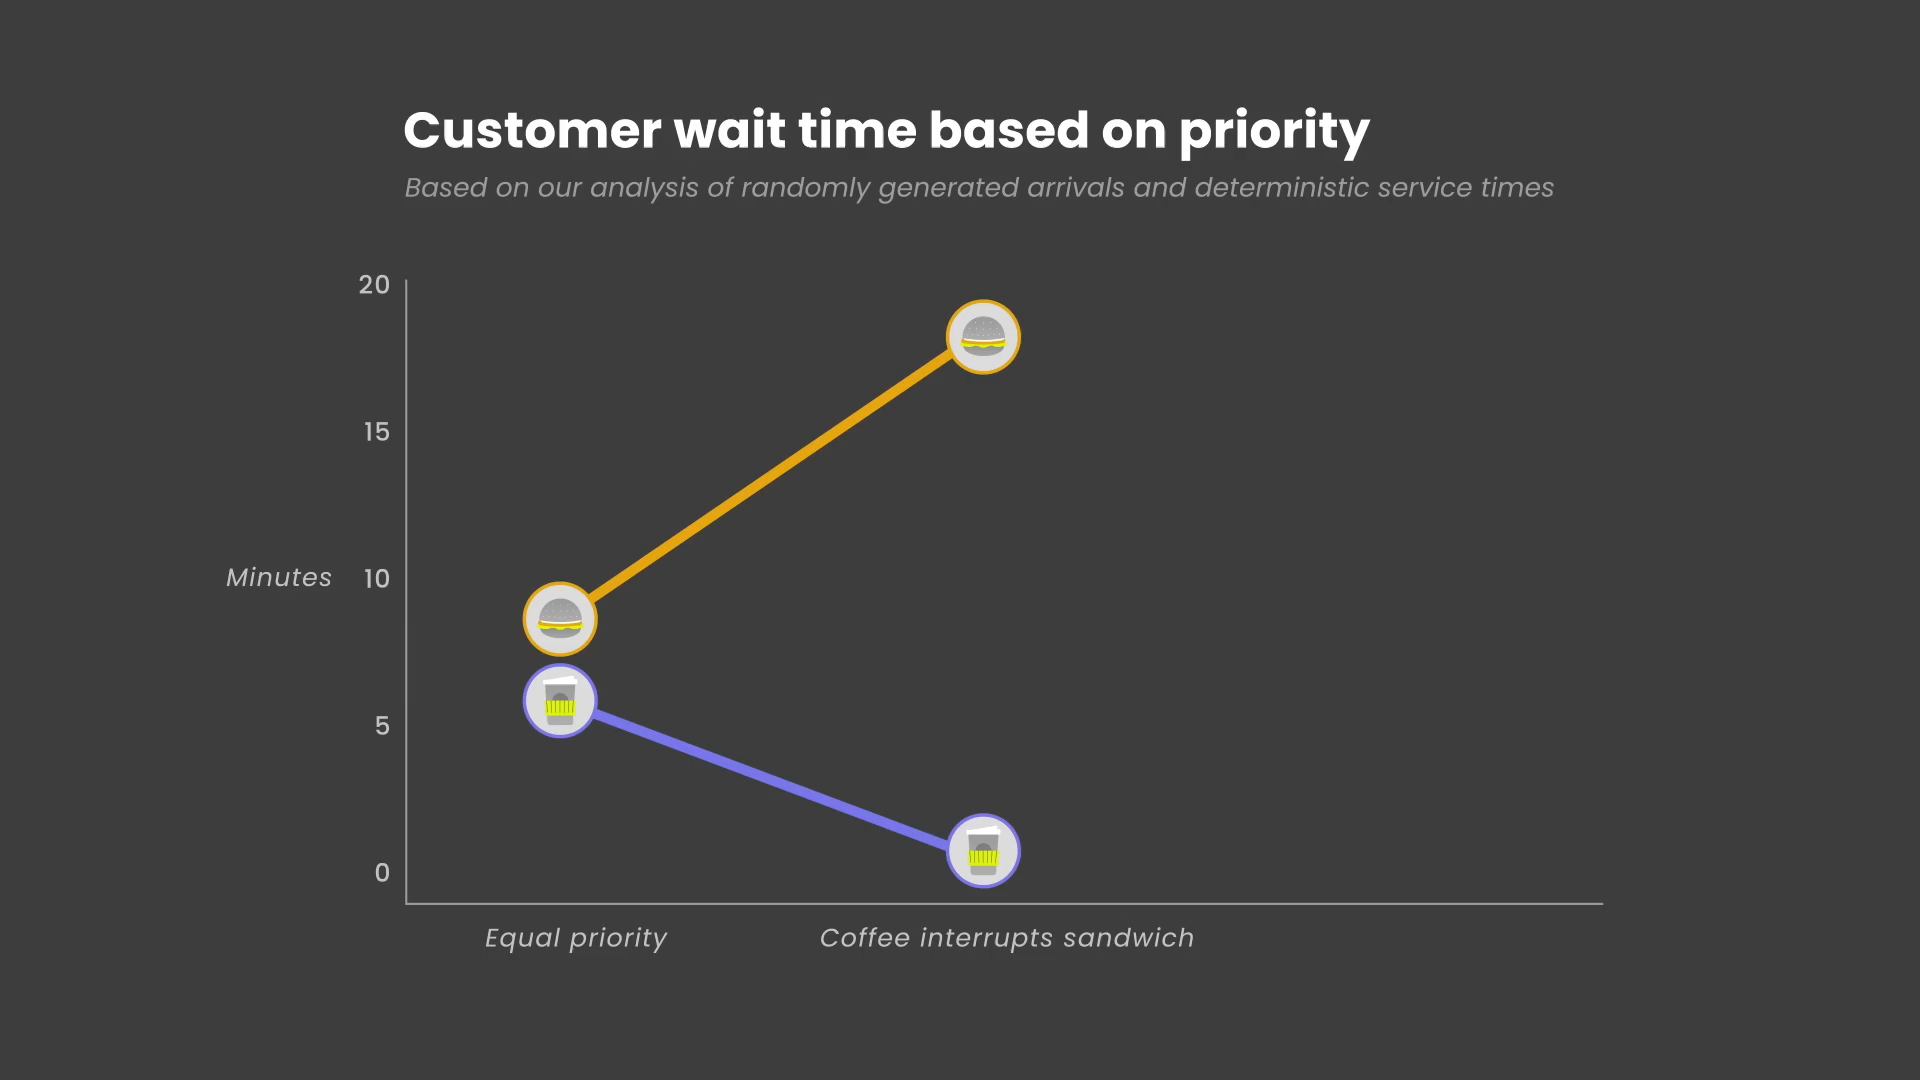 Customer wait time based on priority
Based on our analysis of randomly generated arrivals and deterministic service times
20
15
Minutes 10
5
0
Equal priority Coffee interrupts sandwich